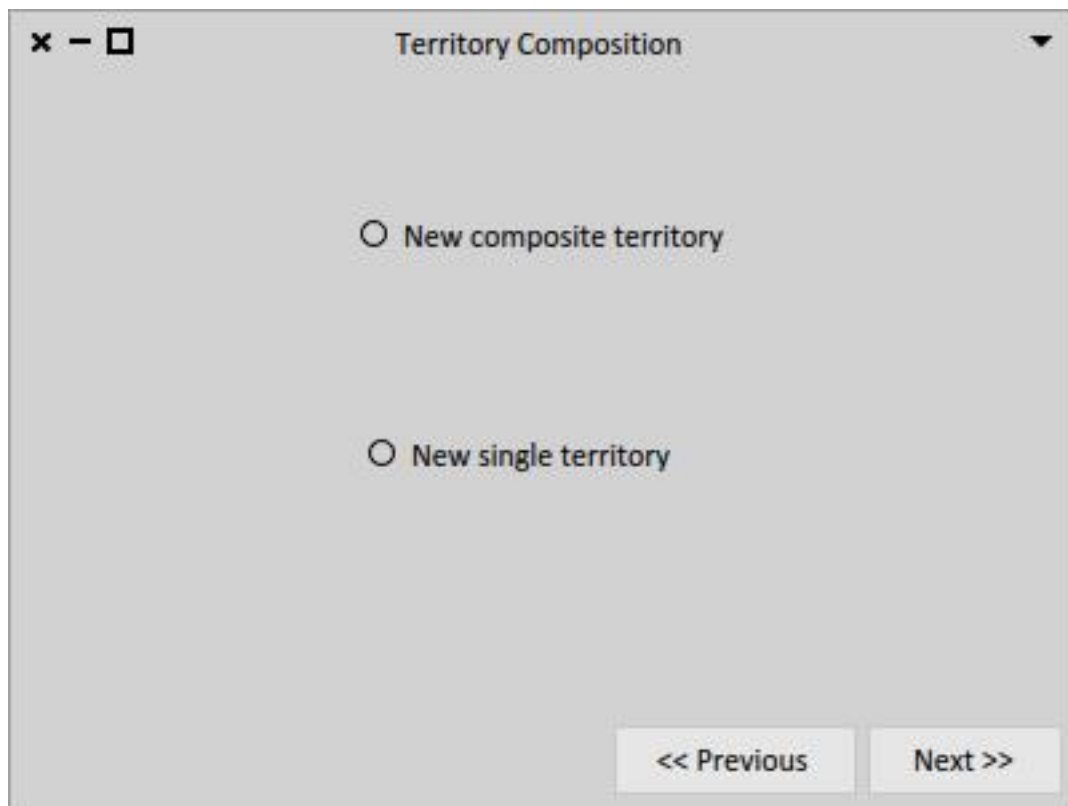 Territory Composition
New composite territory
New single territory
<< Previous
Next >>